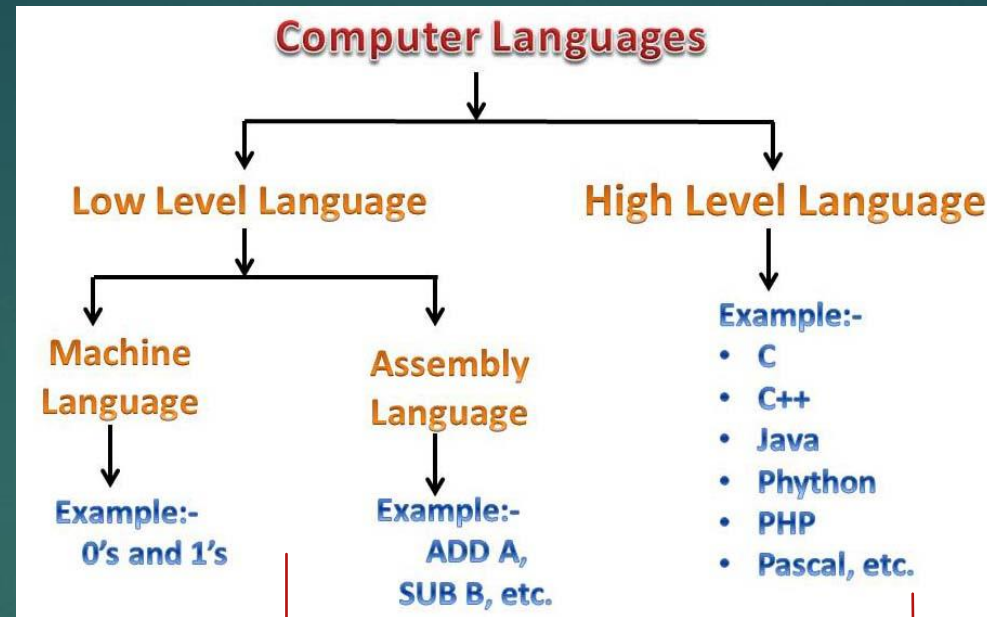 Computer Languages
Low Level Language
High Level Language
Machine
Language
Example:-
0's and 1's
Assembly
Language
Example:-
ADD A,
SUB B, etc.
Example:-
• C
• C++
• Java
• Phython
• PHP
• Pascal, etc.